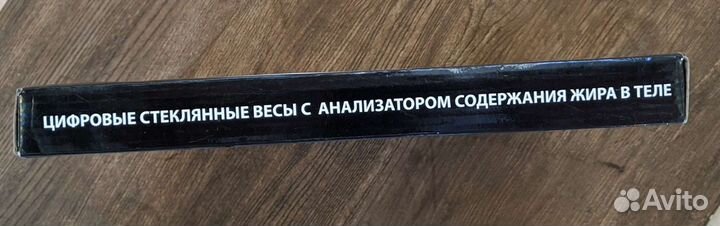 ЦИФРОВЫЕ СТЕКЛЯННЫЕ ВЕСЫ С АНАЛИЗАТОРОМ СОДЕРЖАНИЯ ЖИРА В ТЕЛЕ
Avito